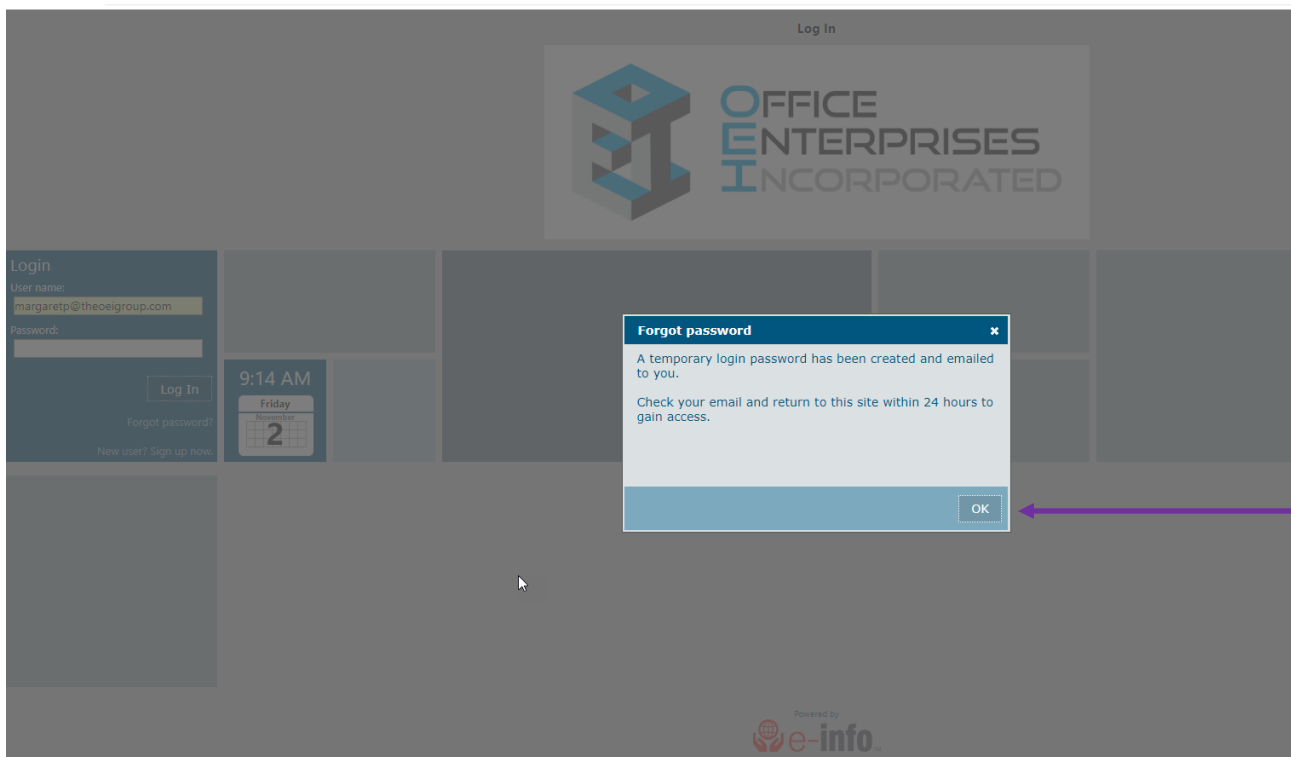 Log In
OFFICE
ENTERPRISES
INCORPORATED
Login
User name:
margaretp@theoeigroup.com
Password:
Log In
Forgot password?
New user? Sign up now.
9:14 AM
Friday
November
2
Forgot password
A temporary login password has been created and emailed
to you.
Check your email and return to this site within 24 hours to
gain access.
OK
Powered by
e-info